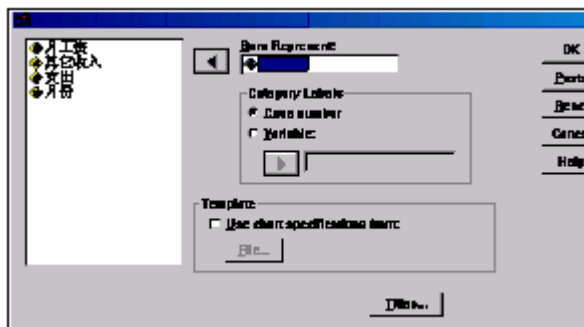 月工资
其它收入
支出
月份
Bars Represent:
Category Labels
Case number
Variable:
Template
Use chart specifications from:
File...
Titles...
OK
Paste
Reset
Cancel
Help